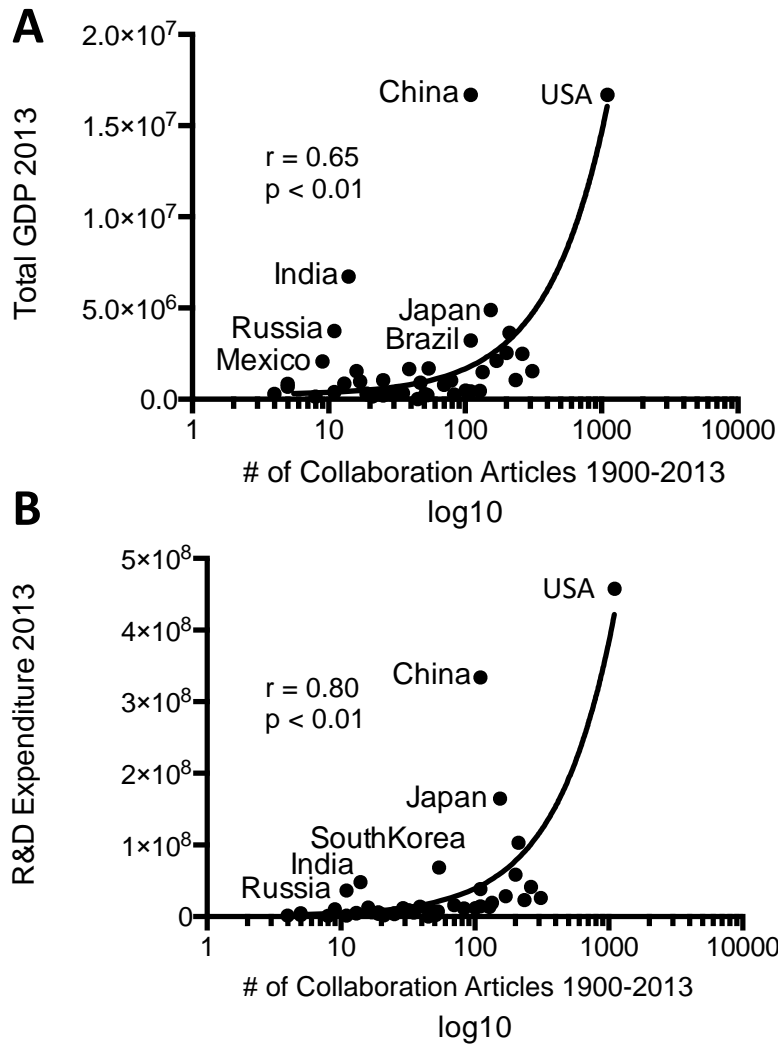 A
Total GDP 2013
2.0×10⁷
1.5×10⁷
1.0×10⁷
5.0×10⁶
0.0
China
USA
r = 0.65
p < 0.01
India
Japan
Russia
Brazil
Mexico
1
10
100
1000
10000
# of Collaboration Articles 1900-2013
log10
B
R&D Expenditure 2013
5×10⁸
4×10⁸
3×10⁸
2×10⁸
1×10⁸
0
USA
China
r = 0.80
p < 0.01
Japan
SouthKorea
India
Russia
1
10
100
1000
10000
# of Collaboration Articles 1900-2013
log10